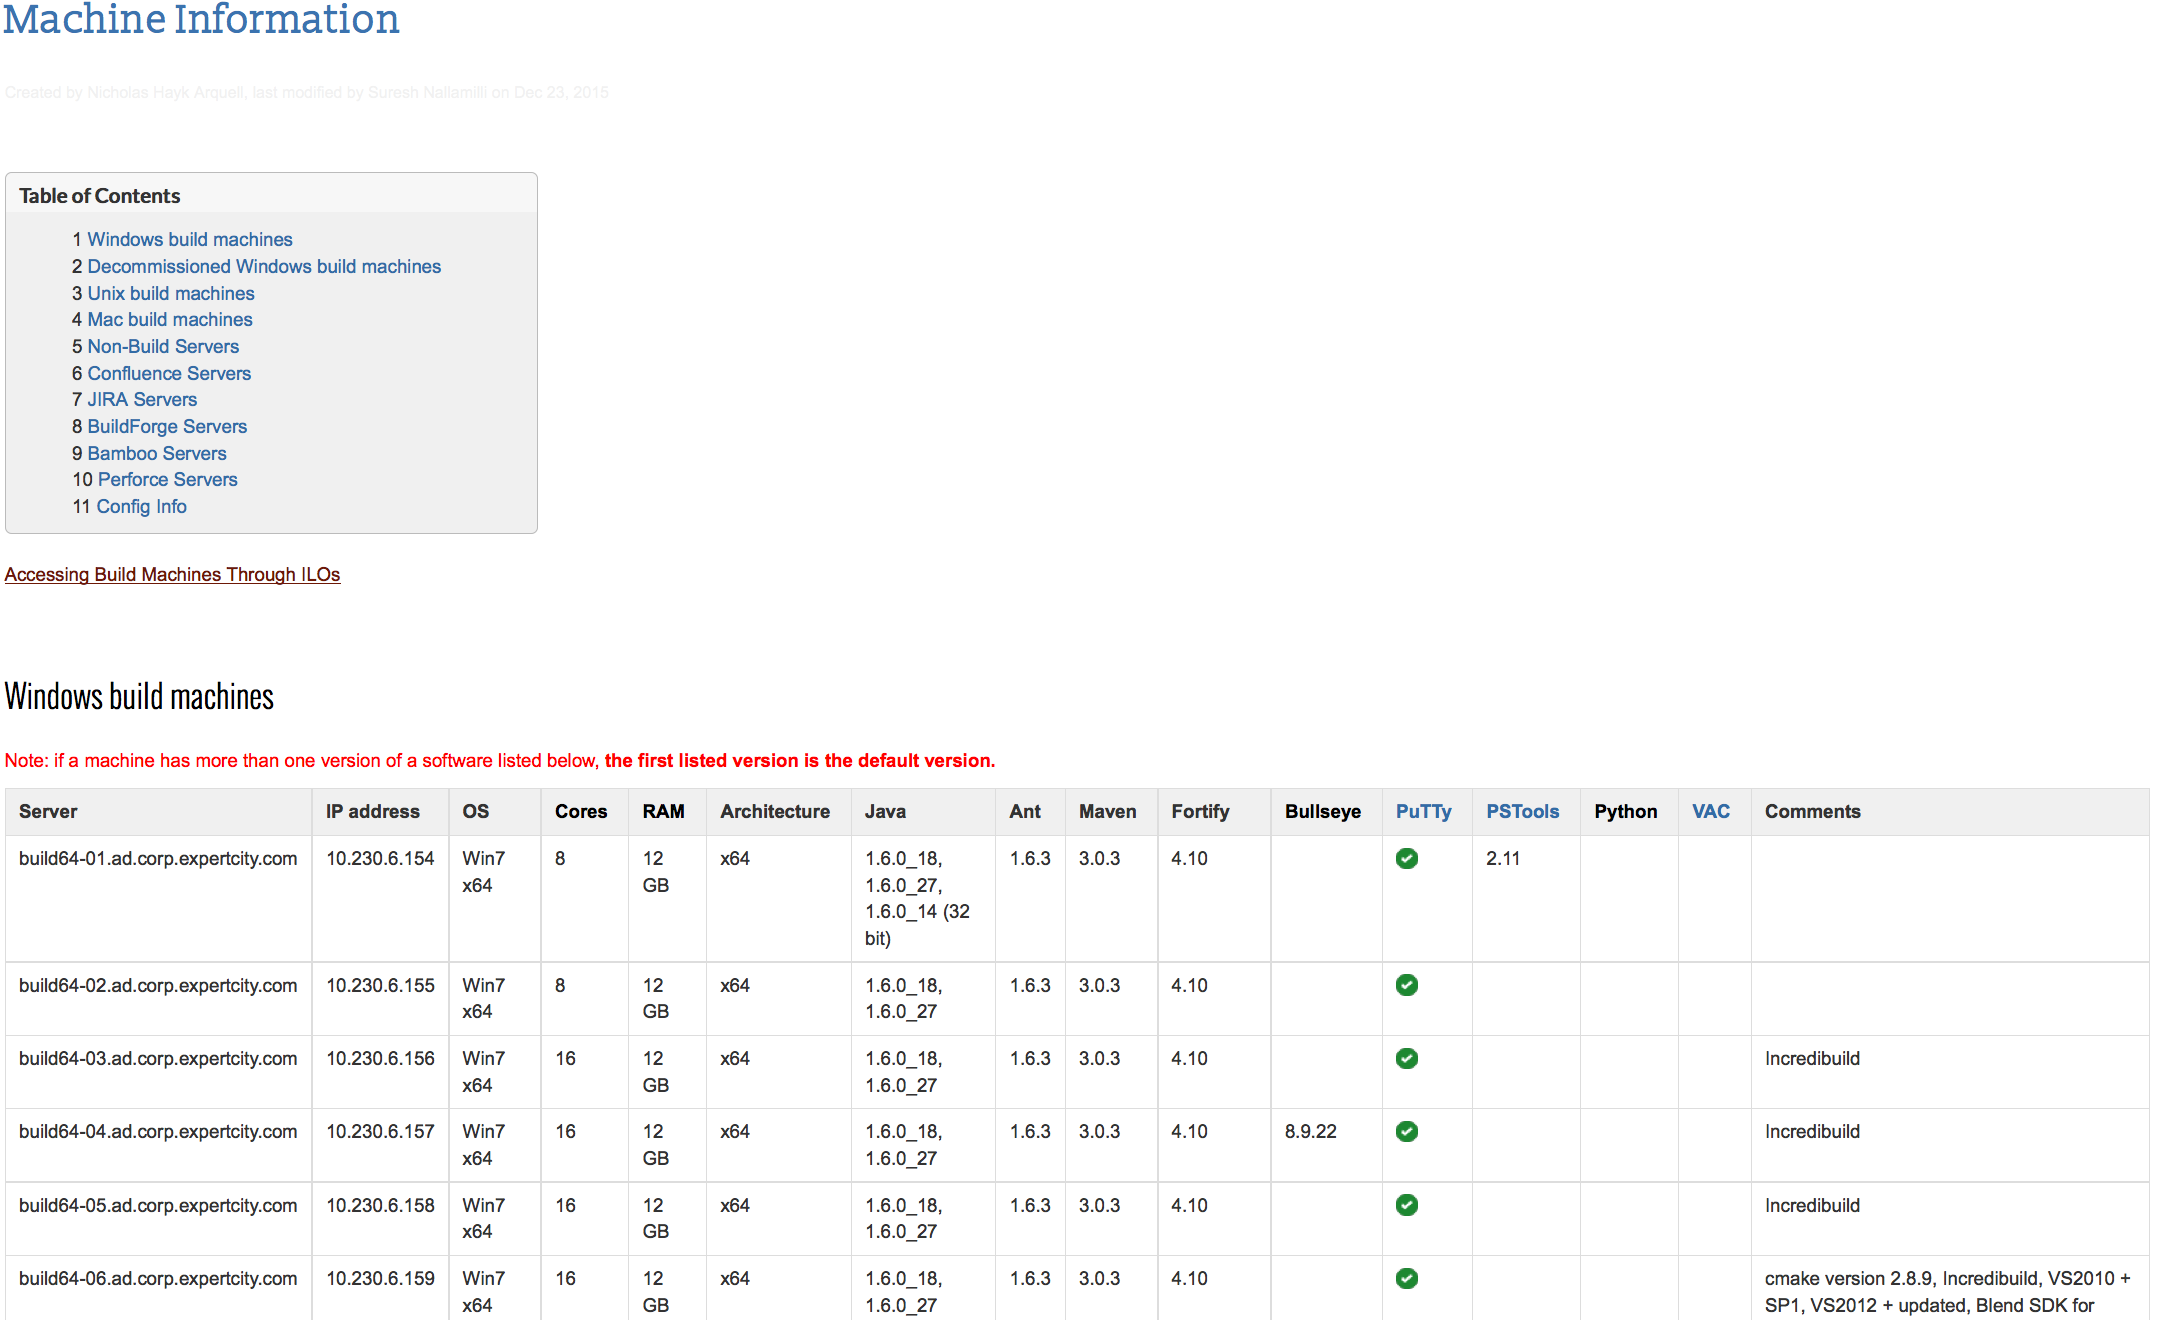 Machine Information
Created by Nicholas Hayk Arquell, last modified by Suresh Nallamilli on Dec 23, 2015
Table of Contents
1 Windows build machines
2 Decommissioned Windows build machines
3 Unix build machines
4 Mac build machines
5 Non-Build Servers
6 Confluence Servers
7 JIRA Servers
8 BuildForge Servers
9 Bamboo Servers
10 Perforce Servers
11 Config Info
Accessing Build Machines Through ILOs
Windows build machines
Note: if a machine has more than one version of a software listed below, the first listed version is the default version.
Server IP address OS Cores RAM Architecture Java Ant Maven Fortify Bullseye PuTTy PSTools Python VAC Comments
build64-01.ad.corp.expertcity.com 10.230.6.154 Win7 8 12 x64 1.6.0_18, 1.6.3 3.0.3 4.10 2.11
x64 GB 1.6.0_27,
1.6.0_14 (32
bit)
build64-02.ad.corp.expertcity.com 10.230.6.155 Win7 8 12 x64 1.6.0_18, 1.6.3 3.0.3 4.10
x64 GB 1.6.0_27
build64-03.ad.corp.expertcity.com 10.230.6.156 Win7 16 12 x64 1.6.0_18, 1.6.3 3.0.3 4.10 Incredibuild
x64 GB 1.6.0_27
build64-04.ad.corp.expertcity.com 10.230.6.157 Win7 16 12 x64 1.6.0_18, 1.6.3 3.0.3 4.10 8.9.22 Incredibuild
x64 GB 1.6.0_27
build64-05.ad.corp.expertcity.com 10.230.6.158 Win7 16 12 x64 1.6.0_18, 1.6.3 3.0.3 4.10 Incredibuild
x64 GB 1.6.0_27
build64-06.ad.corp.expertcity.com 10.230.6.159 Win7 16 12 x64 1.6.0_18, 1.6.3 3.0.3 4.10 cmake version 2.8.9, Incredibuild, VS2010 +
x64 GB 1.6.0_27 SP1, VS2012 + updated, Blend SDK for